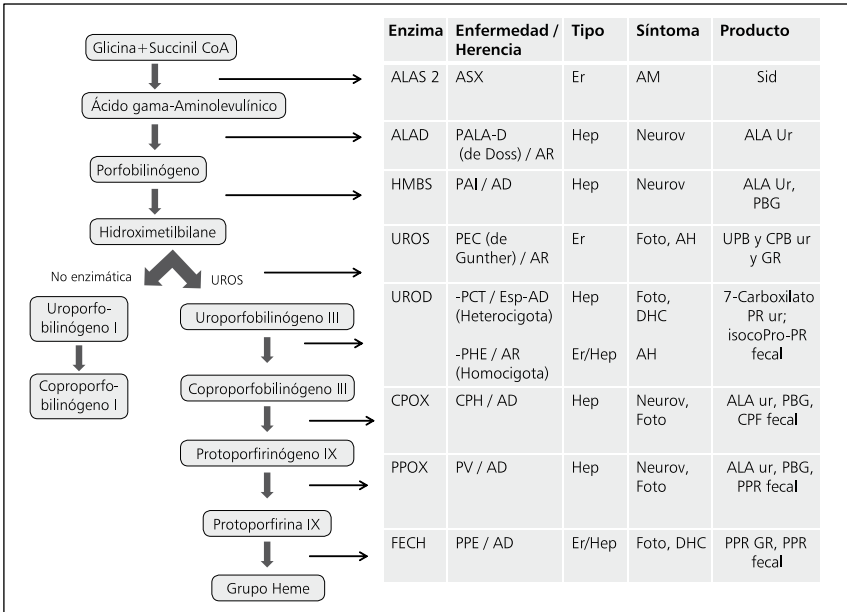 Glicina+Succinil CoA
Ácido gama-Aminolevulínico
Porfobilinógeno
Hidroximetilbilane
No enzimática
UROS
Uroporfo-
bilinógeno I
Coproporfo-
bilinógeno I
Uroporfobilinógeno III
Coproporfobilinógeno III
Protoporfirinógeno IX
Protoporfirina IX
Grupo Heme
Enzima Enfermedad / Tipo Síntoma Producto
Herencia
ALAS 2 ASX Er AM Sid
ALAD PALA-D Hep Neurov ALA Ur
(de Doss) / AR
HMBS PAI / AD Hep Neurov ALA Ur,
PBG
UROS PEC (de Er Foto, AH UPB y CPB ur
Gunther) / AR y GR
UROD -PCT / Esp-AD Hep Foto, 7-Carboxilato
(Heterocigota) DHC PR ur;
isocoPro-PR
-PHE / AR Er/Hep AH fecal
(Homocigota)
CPOX CPH / AD Hep Neurov, ALA ur, PBG,
Foto CPF fecal
PPOX PV / AD Hep Neurov, ALA ur, PBG,
Foto PPR fecal
FECH PPE / AD Er/Hep Foto, DHC PPR GR, PPR
fecal